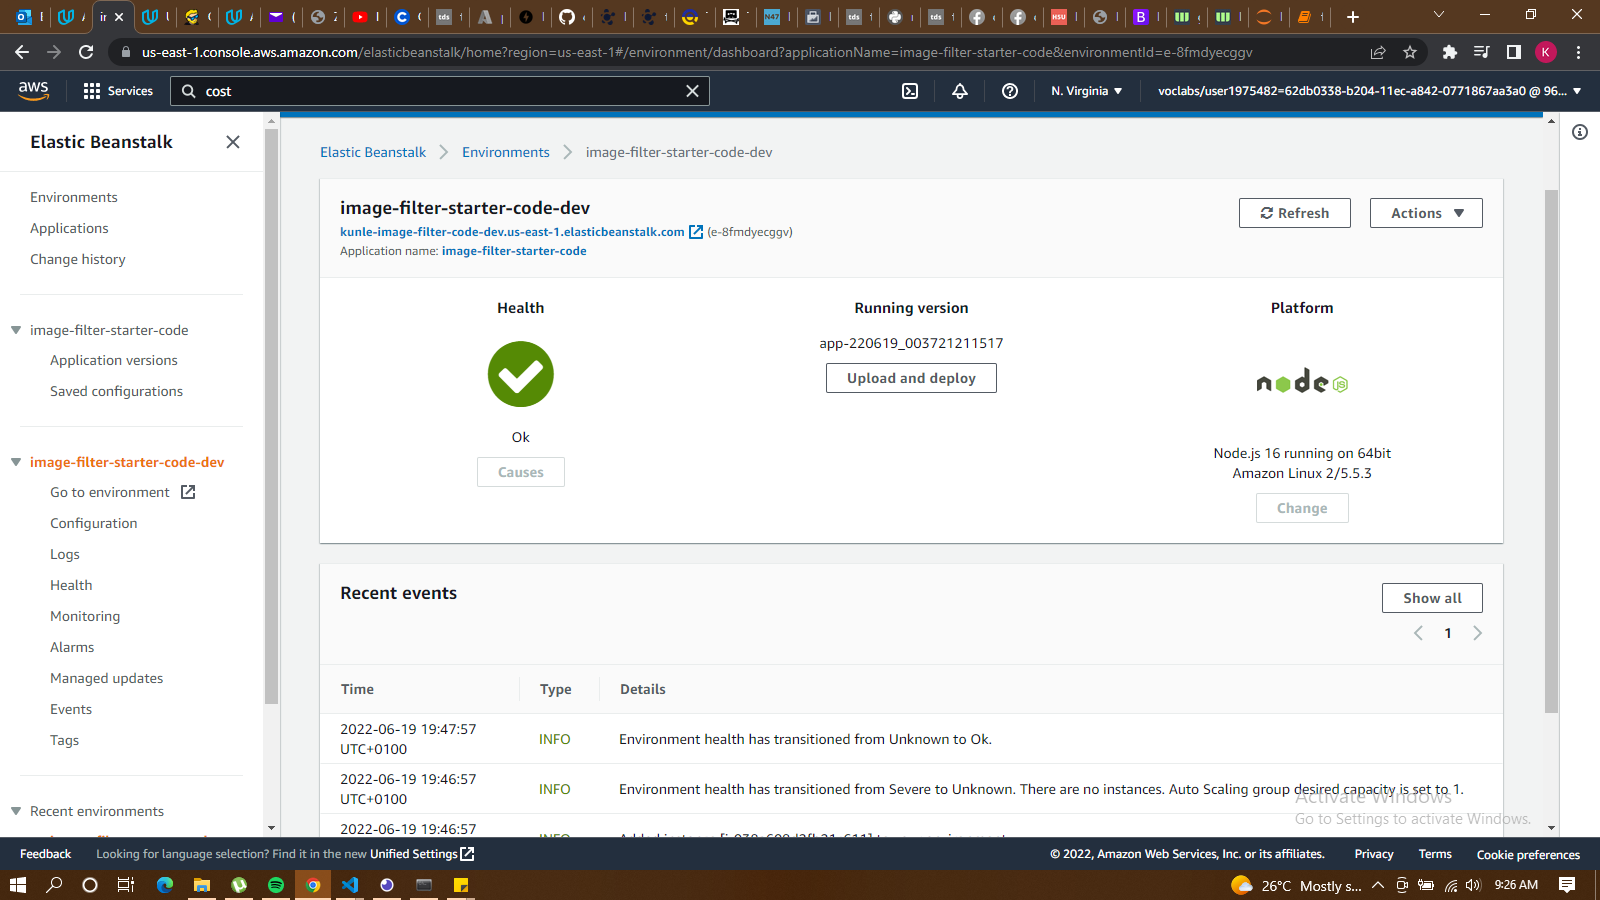 us-east-1.console.aws.amazon.com/elasticbeanstalk/home?region=us-east-1#/environment/dashboard?applicationName=image-filter-starter-code&environmentId=e-8fmdyecggv
K
aws
Services
cost
N. Virginia
voclabs/user1975482=62db0338-b204-11ec-a842-0771867aa3a0 @ 96...
Elastic Beanstalk
Environments
Applications
Change history
image-filter-starter-code
Application versions
Saved configurations
image-filter-starter-code-dev
Go to environment
Configuration
Logs
Health
Monitoring
Alarms
Managed updates
Events
Tags
Recent environments
Elastic Beanstalk
Environments
image-filter-starter-code-dev
image-filter-starter-code-dev
kunle-image-filter-code-dev.us-east-1.elasticbeanstalk.com (e-8fmdyecggv)
Application name: image-filter-starter-code
Refresh
Actions
Health
Ok
Causes
Running version
app-220619_003721211517
Upload and deploy
Platform
node JS
Node.js 16 running on 64bit
Amazon Linux 2/5.5.3
Change
Recent events
Show all
1
Time Type Details
2022-06-19 19:47:57
UTC+0100
INFO
Environment health has transitioned from Unknown to Ok.
2022-06-19 19:46:57
UTC+0100
INFO
Environment health has transitioned from Severe to Unknown. There are no instances. Auto Scaling group desired capacity is set to 1.
2022-06-19 19:46:57
Activate Windows
Go to Settings to activate Windows.
Feedback
Looking for language selection? Find it in the new Unified Settings
© 2022, Amazon Web Services, Inc. or its affiliates.
Privacy
Terms
Cookie preferences
26°C Mostly s...
9:26 AM